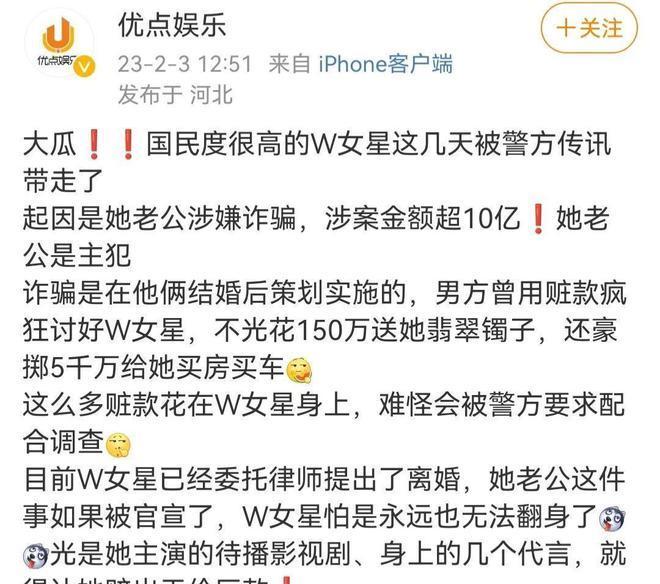 优点娱乐
＋关注
优点娱乐
23-2-3 12:51 来自 iPhone客户端
发布于 河北
大瓜❗❗国民度很高的W女星这几天被警方传讯
带走了
起因是她老公涉嫌诈骗，涉案金额超10亿❗她老
公是主犯
诈骗是在他俩结婚后策划实施的，男方曾用赃款疯
狂讨好W女星，不光花150万送她翡翠镯子，还豪
掷5千万给她买房买车
这么多赃款花在W女星身上，难怪会被警方要求配
合调查
目前W女星已经委托律师提出了离婚，她老公这件
事如果被官宣了，W女星怕是永远也无法翻身了
光是她主演的待播影视剧、身上的几个代言，就